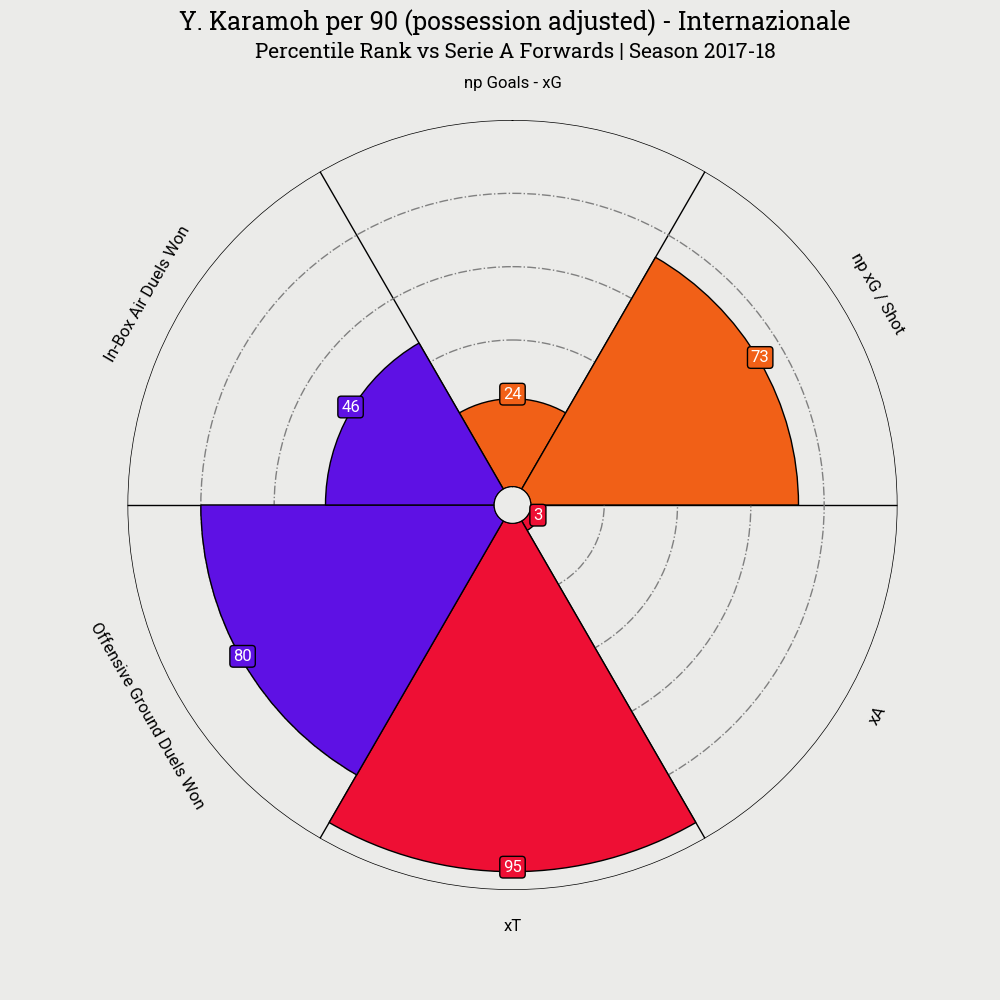 Y. Karamoh per 90 (possession adjusted) - Internazionale
Percentile Rank vs Serie A Forwards | Season 2017-18
np Goals - xG
In-Box Air Duels Won
np xG / Shot
73
24
46
3
80
Offensive Ground Duels Won
xA
95
xT